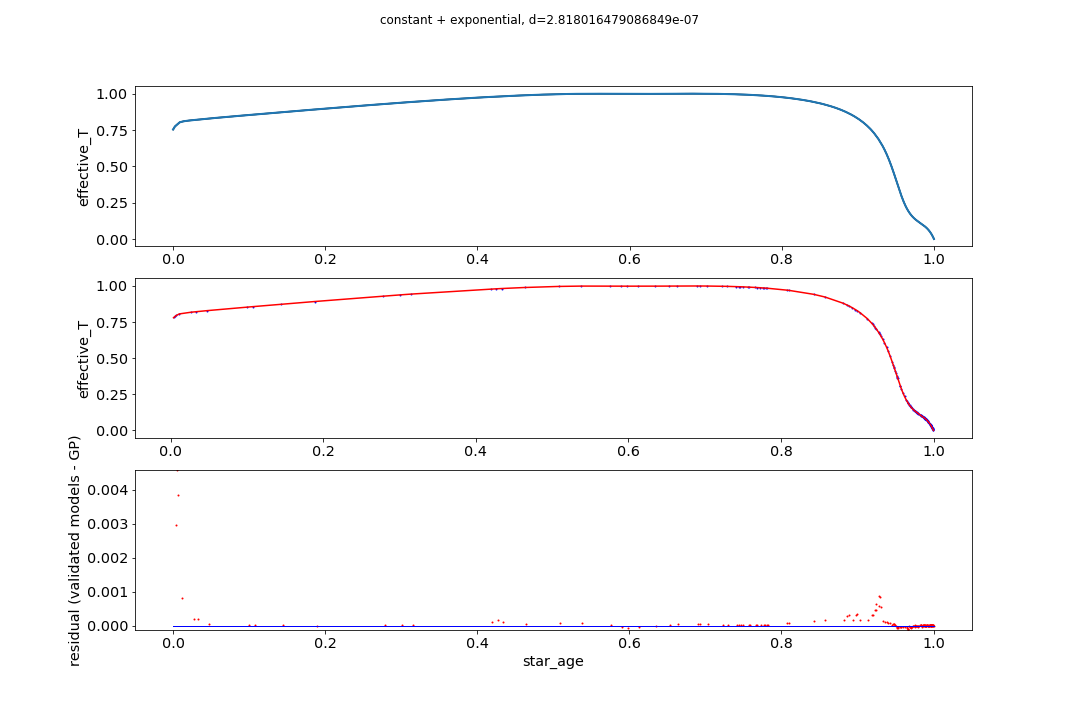 constant + exponential, d=2.818016479086849e-07
1.00
0.75
0.50
0.25
0.00
effective_T
0.0 0.2 0.4 0.6 0.8 1.0
1.00
0.75
0.50
0.25
0.00
effective_T
0.0 0.2 0.4 0.6 0.8 1.0
0.004
0.003
0.002
0.001
0.000
residual (validated models - GP)
0.0 0.2 0.4 0.6 0.8 1.0
star_age